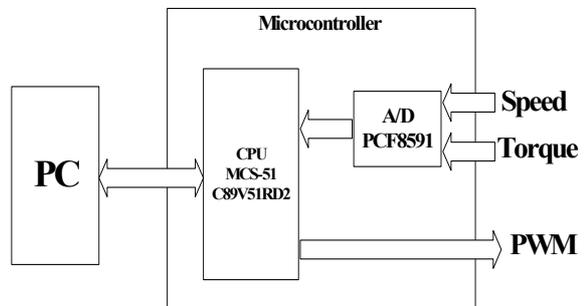 Microcontroller
PC
CPU
MCS-51
C89V51RD2
A/D
PCF8591
Speed
Torque
PWM